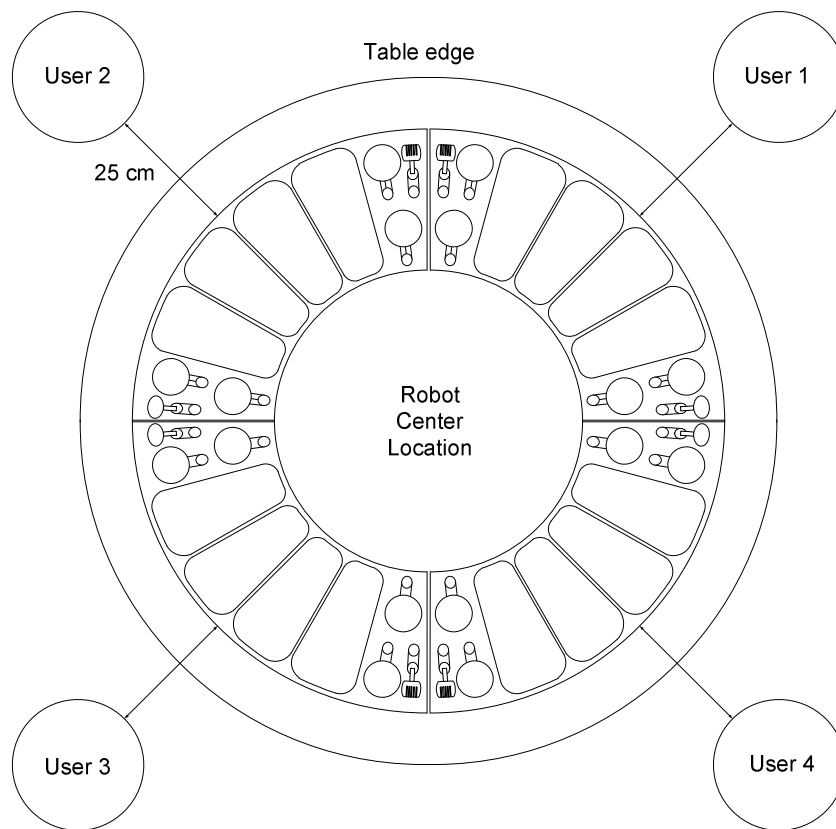 Table edge
User 2
User 1
25 cm
Robot
Center
Location
User 3
User 4